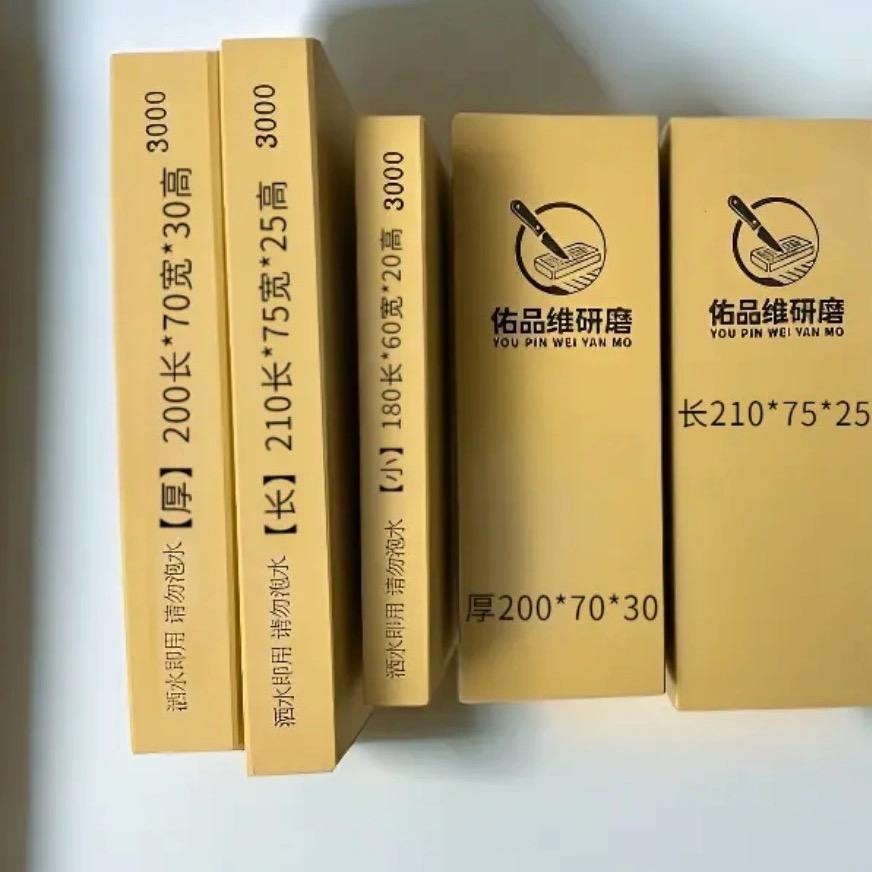 洒水即用 请勿泡水 【厚】 200长*70宽*30高 3000
洒水即用 请勿泡水 【长】 210长*75宽*25高 3000
洒水即用 请勿泡水 【小】 180长*60宽*20高 3000
佑品维研磨
YOU PIN WEI YAN MO
厚200*70*30
佑品维研磨
YOU PIN WEI YAN MO
长210*75*25